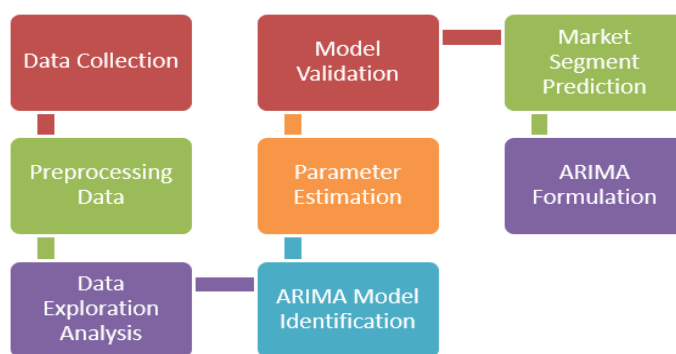 Data Collection
Preprocessing
Data
Data
Exploration
Analysis
ARIMA Model
Identification
Parameter
Estimation
Model
Validation
Market
Segment
Prediction
ARIMA
Formulation